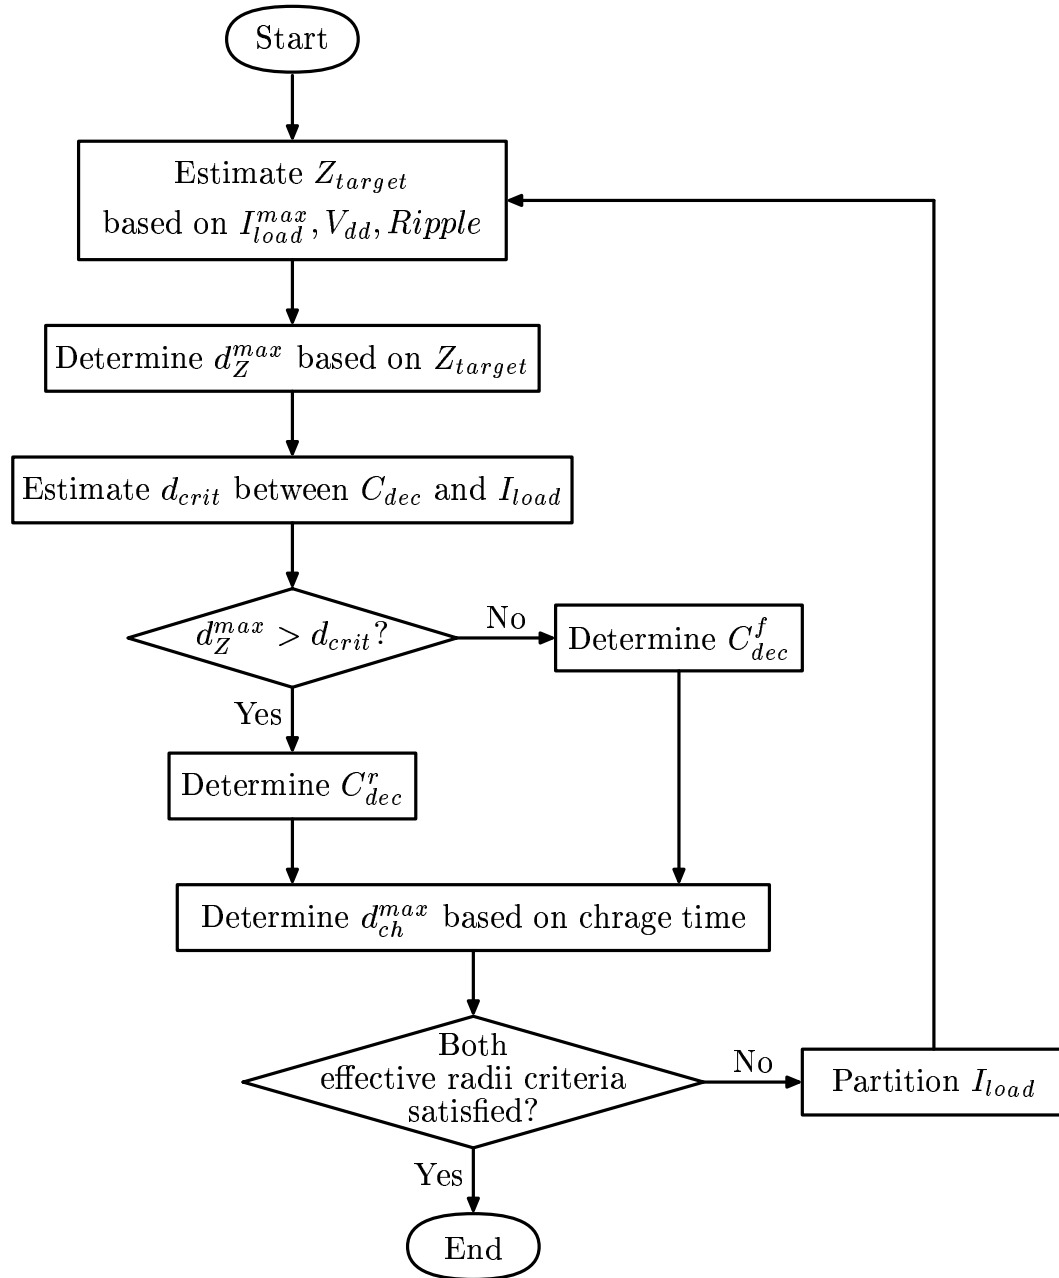 Start
Estimate $Z_{target}$
based on $I_{load}^{max}, V_{dd}, Ripple$
Determine $d_Z^{max}$ based on $Z_{target}$
Estimate $d_{crit}$ between $C_{dec}$ and $I_{load}$
$d_Z^{max} > d_{crit}$?
No
Determine $C_{dec}^f$
Yes
Determine $C_{dec}^r$
Determine $d_{ch}^{max}$ based on chrage time
Both
effective radii criteria
satisfied?
No
Partition $I_{load}$
Yes
End